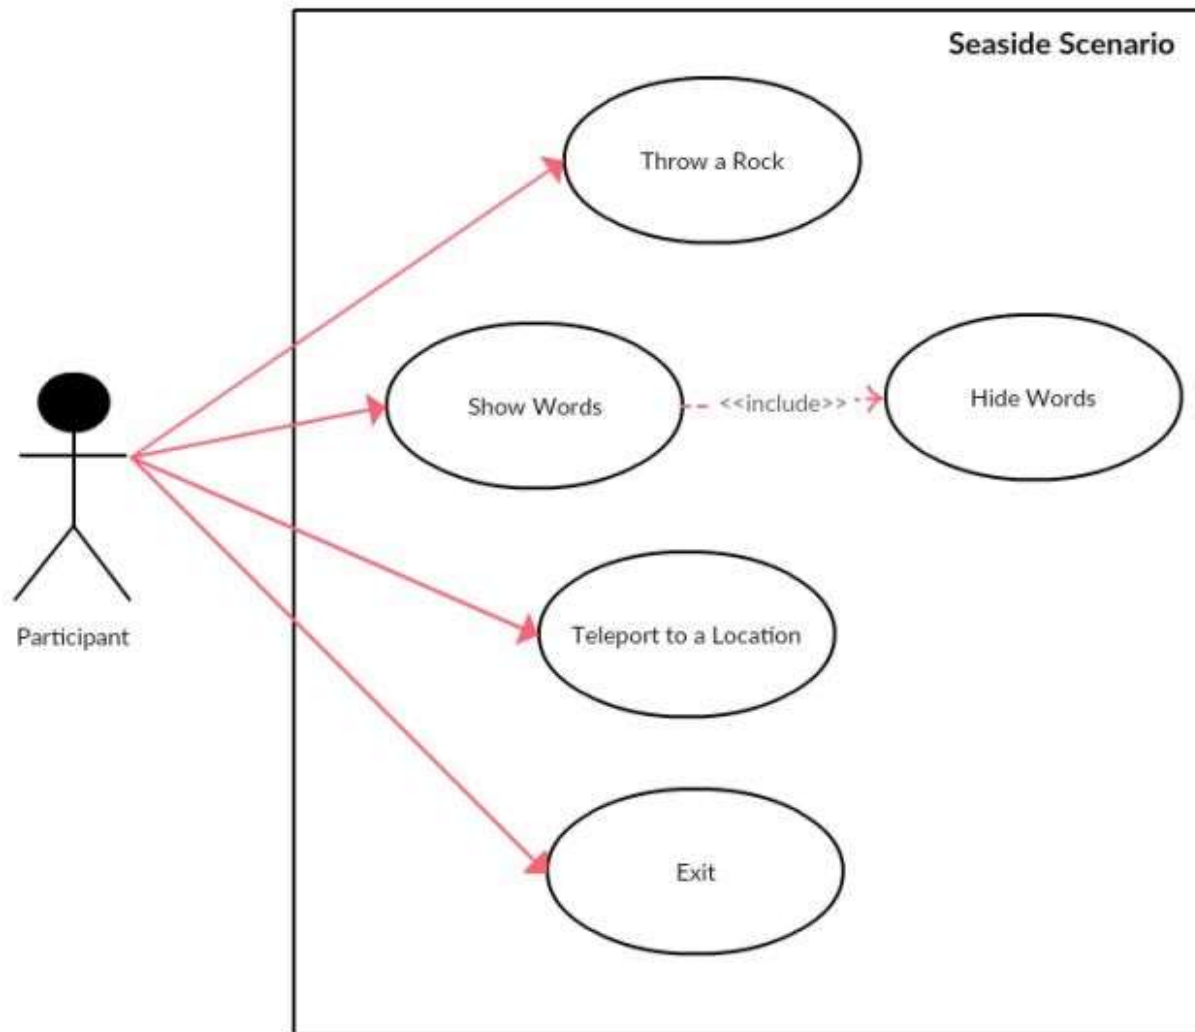 Seaside Scenario
Throw a Rock
Show Words
<<include>>
Hide Words
Participant
Teleport to a Location
Exit